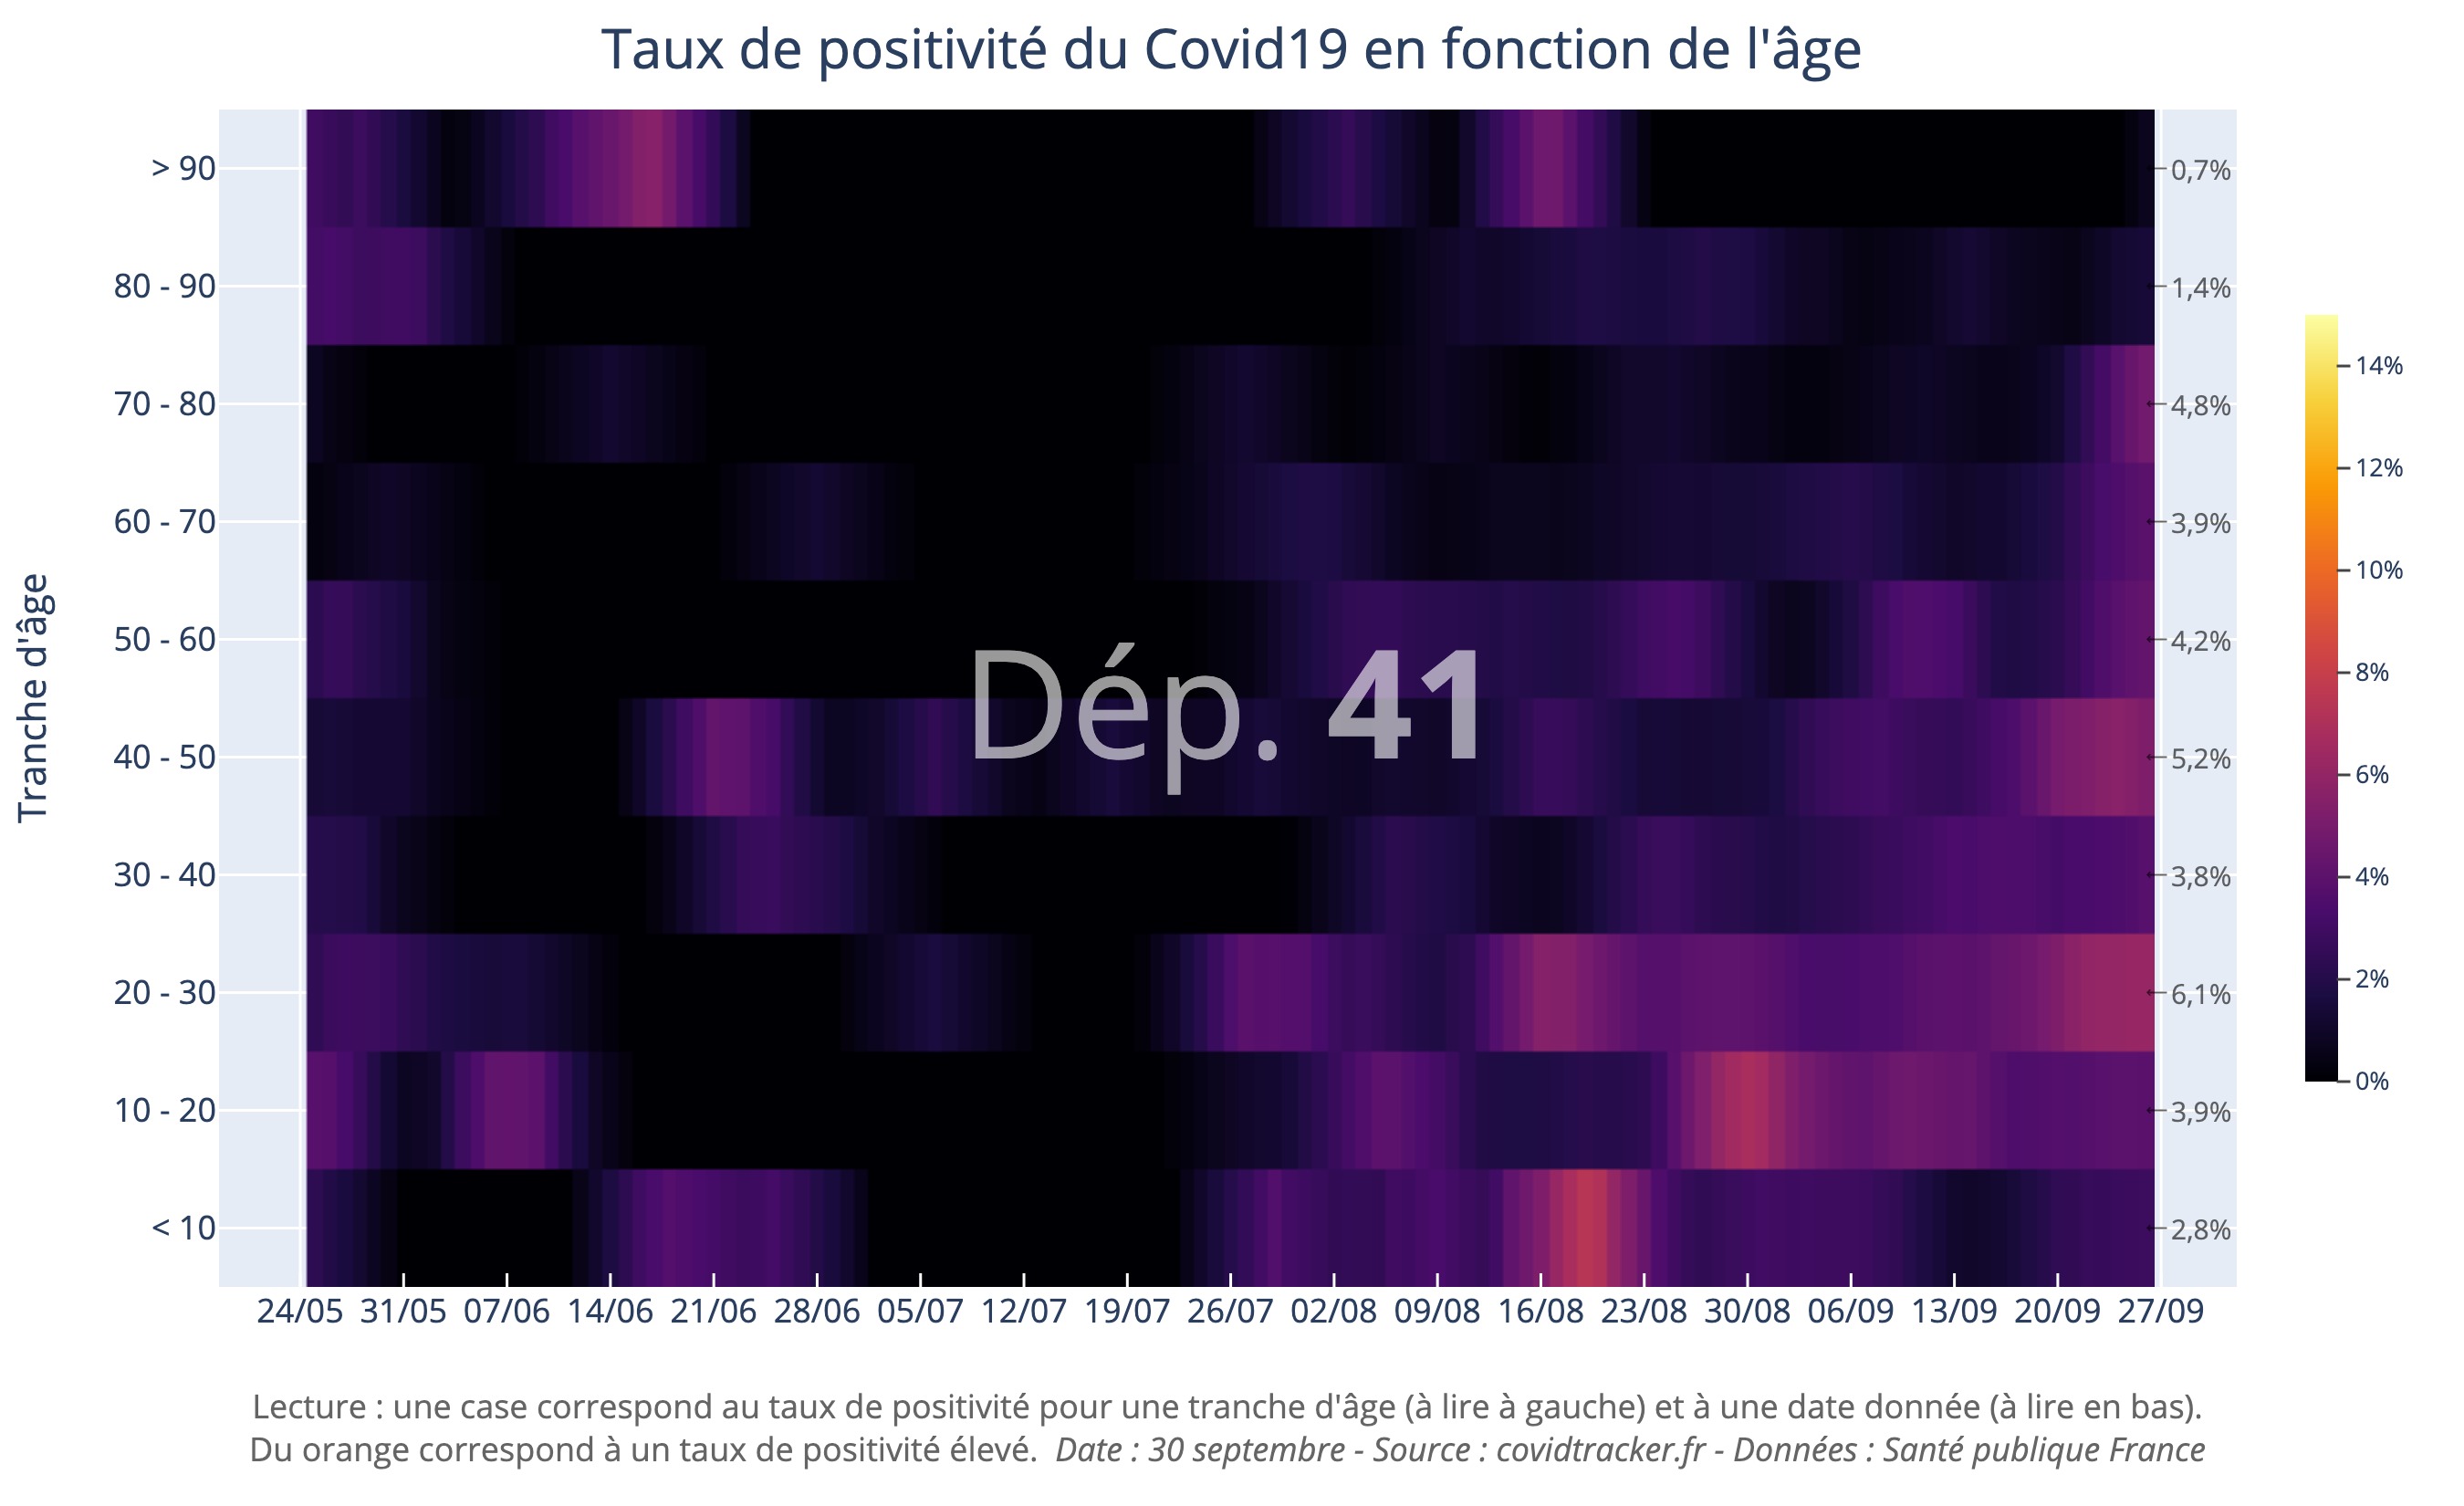 Taux de positivité du Covid19 en fonction de l'âge
Tranche d'âge
> 90
80 - 90
70 - 80
60 - 70
50 - 60
40 - 50
30 - 40
20 - 30
10 - 20
< 10
Dép. 41
0,7%
1,4%
4,8%
3,9%
4,2%
5,2%
3,8%
6,1%
3,9%
2,8%
14%
12%
10%
8%
6%
4%
2%
0%
24/05 31/05 07/06 14/06 21/06 28/06 05/07 12/07 19/07 26/07 02/08 09/08 16/08 23/08 30/08 06/09 13/09 20/09 27/09
Lecture : une case correspond au taux de positivité pour une tranche d'âge (à lire à gauche) et à une date donnée (à lire en bas).
Du orange correspond à un taux de positivité élevé. Date : 30 septembre - Source : covidtracker.fr - Données : Santé publique France